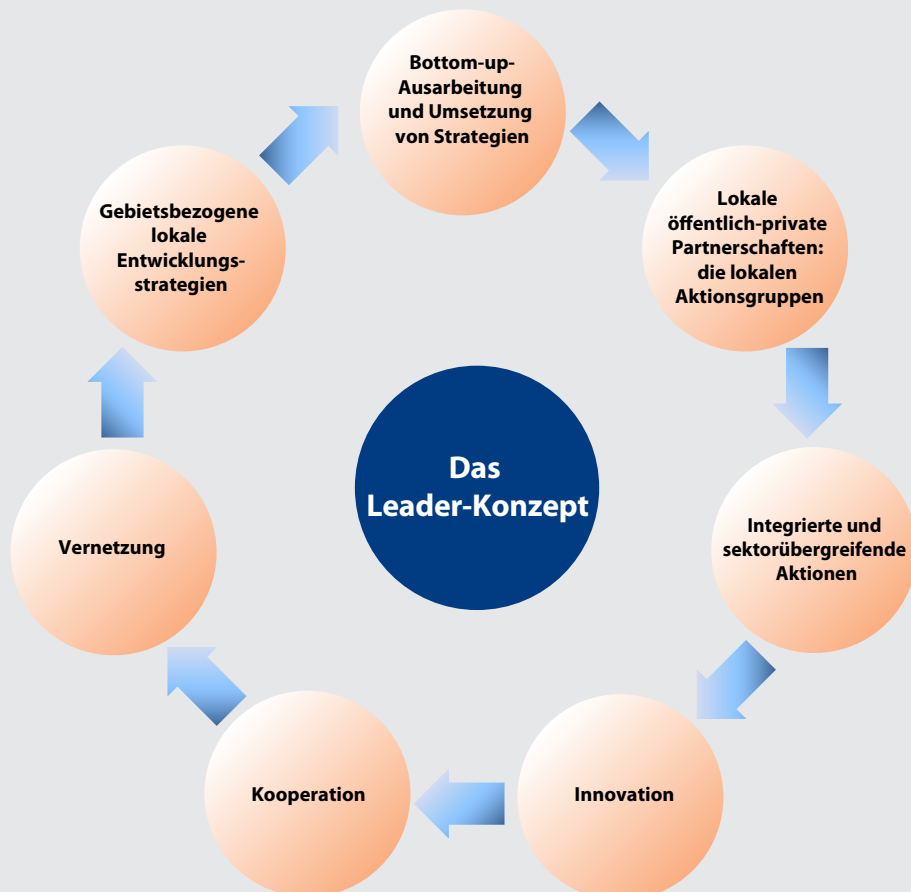 Bottom-up-
Ausarbeitung
und Umsetzung
von Strategien
Lokale
öffentlich-private
Partnerschaften:
die lokalen
Aktionsgruppen
Integrierte und
sektorübergreifende
Aktionen
Innovation
Kooperation
Vernetzung
Gebietsbezogene
lokale
Entwicklungs-
strategien
Das
Leader-Konzept